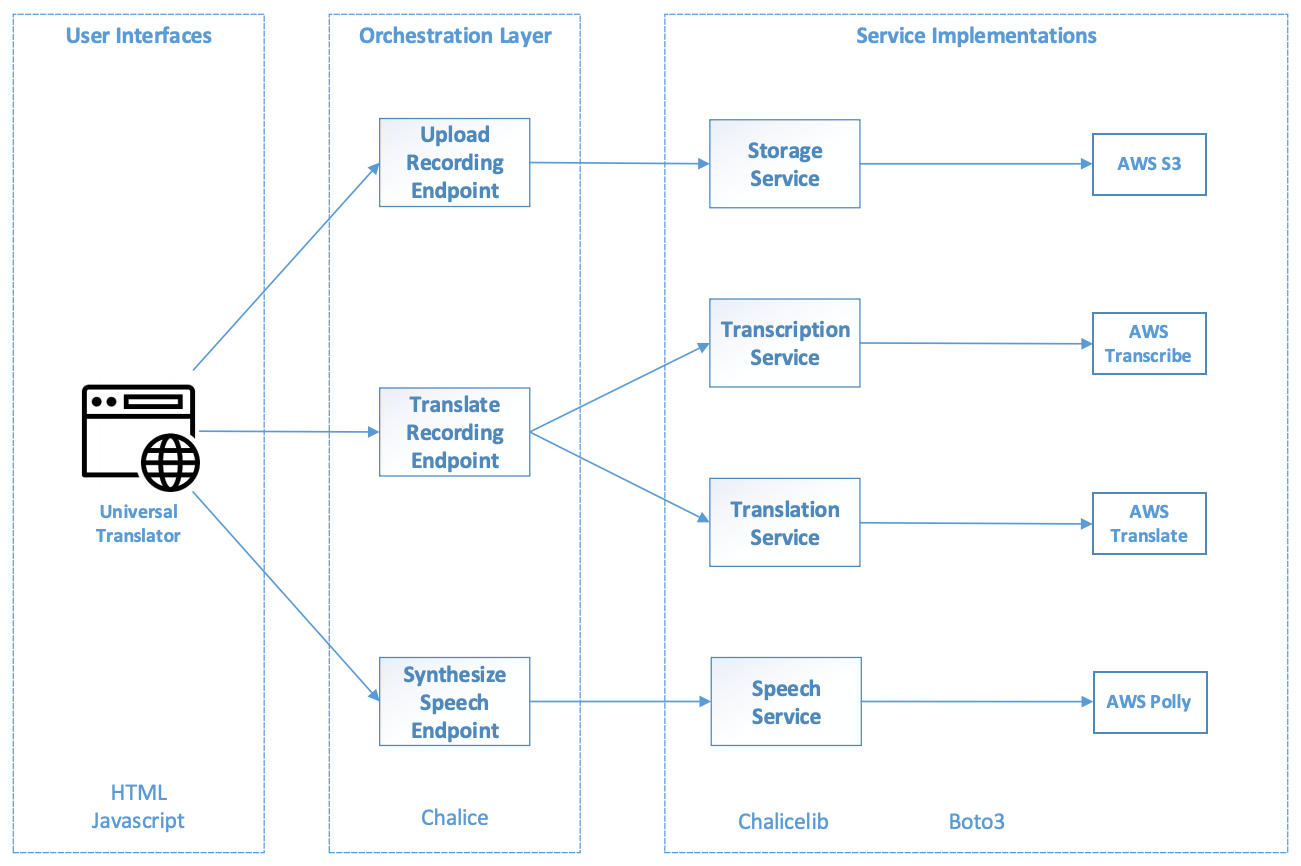 User Interfaces
Orchestration Layer
Service Implementations
Upload
Recording
Endpoint
Storage
Service
AWS S3
Transcription
Service
AWS
Transcribe
Universal
Translator
Translate
Recording
Endpoint
Translation
Service
AWS
Translate
Synthesize
Speech
Endpoint
Speech
Service
AWS Polly
HTML
Javascript
Chalice
Chalicelib
Boto3